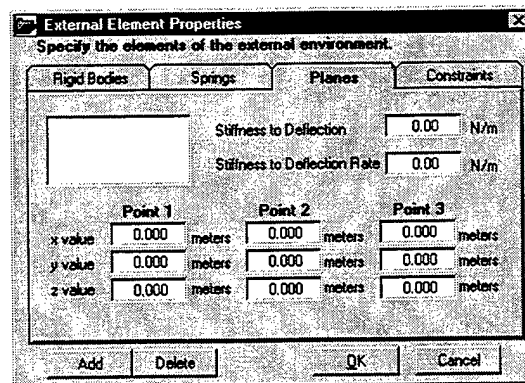 External Element Properties
Specify the elements of the external environment.
Rigid Bodies Springs Planes Constraints
Stiffness to Deflection 0.00 N/m
Stiffness to Deflection Rate 0.00 N/m
Point 1 Point 2 Point 3
x value 0.000 meters 0.000 meters 0.000 meters
y value 0.000 meters 0.000 meters 0.000 meters
z value 0.000 meters 0.000 meters 0.000 meters
Add Delete OK Cancel